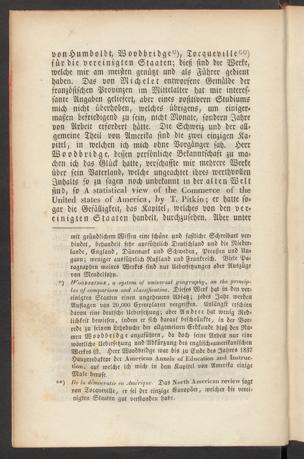 von Humboldt, Woodbridge*), Tocqueville**)
für die vereinigten Staaten; dieß sind die Werke,
welche mir am meisten genützt und als Führer gedient
haben. Das von Michelet entworfene Gemälde der
französischen Provinzen im Mittelalter hat mir interes-
sante Angaben geliefert, aber eines positiveren Studiums
mich nicht überhoben, welches übrigens, um einiger-
maßen befriedigend zu sein, nicht Monate, sondern Jahre
von Arbeit erfordert hätte. Die Schweiz und der all-
gemeine Theil von Amerika sind die zwei einzigen Ka-
pitel, in welchen ich mich ohne Vorgänger sah. Herr
Woodbridge, dessen persönliche Bekanntschaft zu ma-
chen ich das Glück hatte, verschaffte mir mehrere Werke
über sein Vaterland, welche ungeachtet ihres werthvollen
Inhalts so zu sagen noch unbekannt in der alten Welt
sind, so A statistical view of the Commerce of the
United states of America, by T. Pitkin; er hatte so-
gar die Gefälligkeit, das Kapitel, welches von den ver-
einigten Staaten handelt, durchzusehen. Aber unter
mit gründlichem Wissen eine schöne und faßliche Schreibart ver-
bindet, behandelt sehr ausführlich Deutschland und die Nieder-
lande, England, Dänemark und Schweden, Preußen und Un-
garn; weniger ausführlich Rußland und Frankreich. Viele Pa-
ragraphen meines Werkes sind nur Uebersetzungen oder Auszüge
von Mendelssohn.
*) Woodbridge, a system of universal geography, on the princip-
les of comparison and classification. Dieses Werk hat in den ver-
einigten Staaten einen ungeheuren Absatz; jedes Jahr werden
Auflagen von 20,000 Exemplaren vergriffen. Unlängst erschien
davon eine deutsche Uebersetzung; aber Anders hat wenig Red-
lichkeit bewiesen, indem er sich darauf beschränkte, in der Vor-
rede zu seinem Lehrbuche der allgemeinen Erdkunde bloß den Na-
men Woodbridge anzuführen, da doch seine Arbeit nur eine
wörtliche Uebersetzung und Abkürzung des englisch-amerikanischen
Werkes ist. Herr Woodbridge war bis zu Ende des Jahres 1837
Hauptredaktor der American Annals of Education and Instruc-
tion; auf welche ich mich in dem Kapitel von Amerika einige
Male berufe.
**) De la démocratie en Amérique. Das North American review sagt
von Tocqueville, er sei der einzige Europäer, welcher die verei-
nigten Staaten gut verstanden habe.